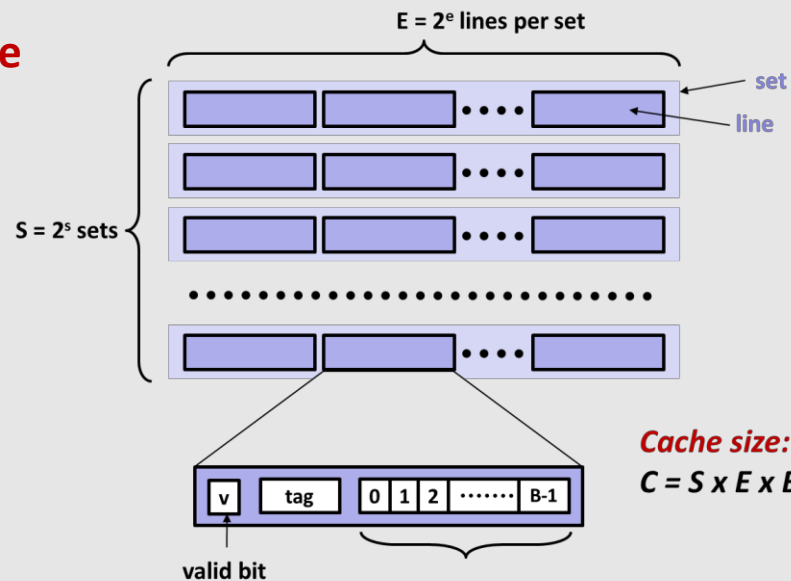 E = 2ᵉ lines per set
e
set
line
S = 2ˢ sets
Cache size:
C = S x E x B
v
tag
0 1 2 ....... B-1
valid bit